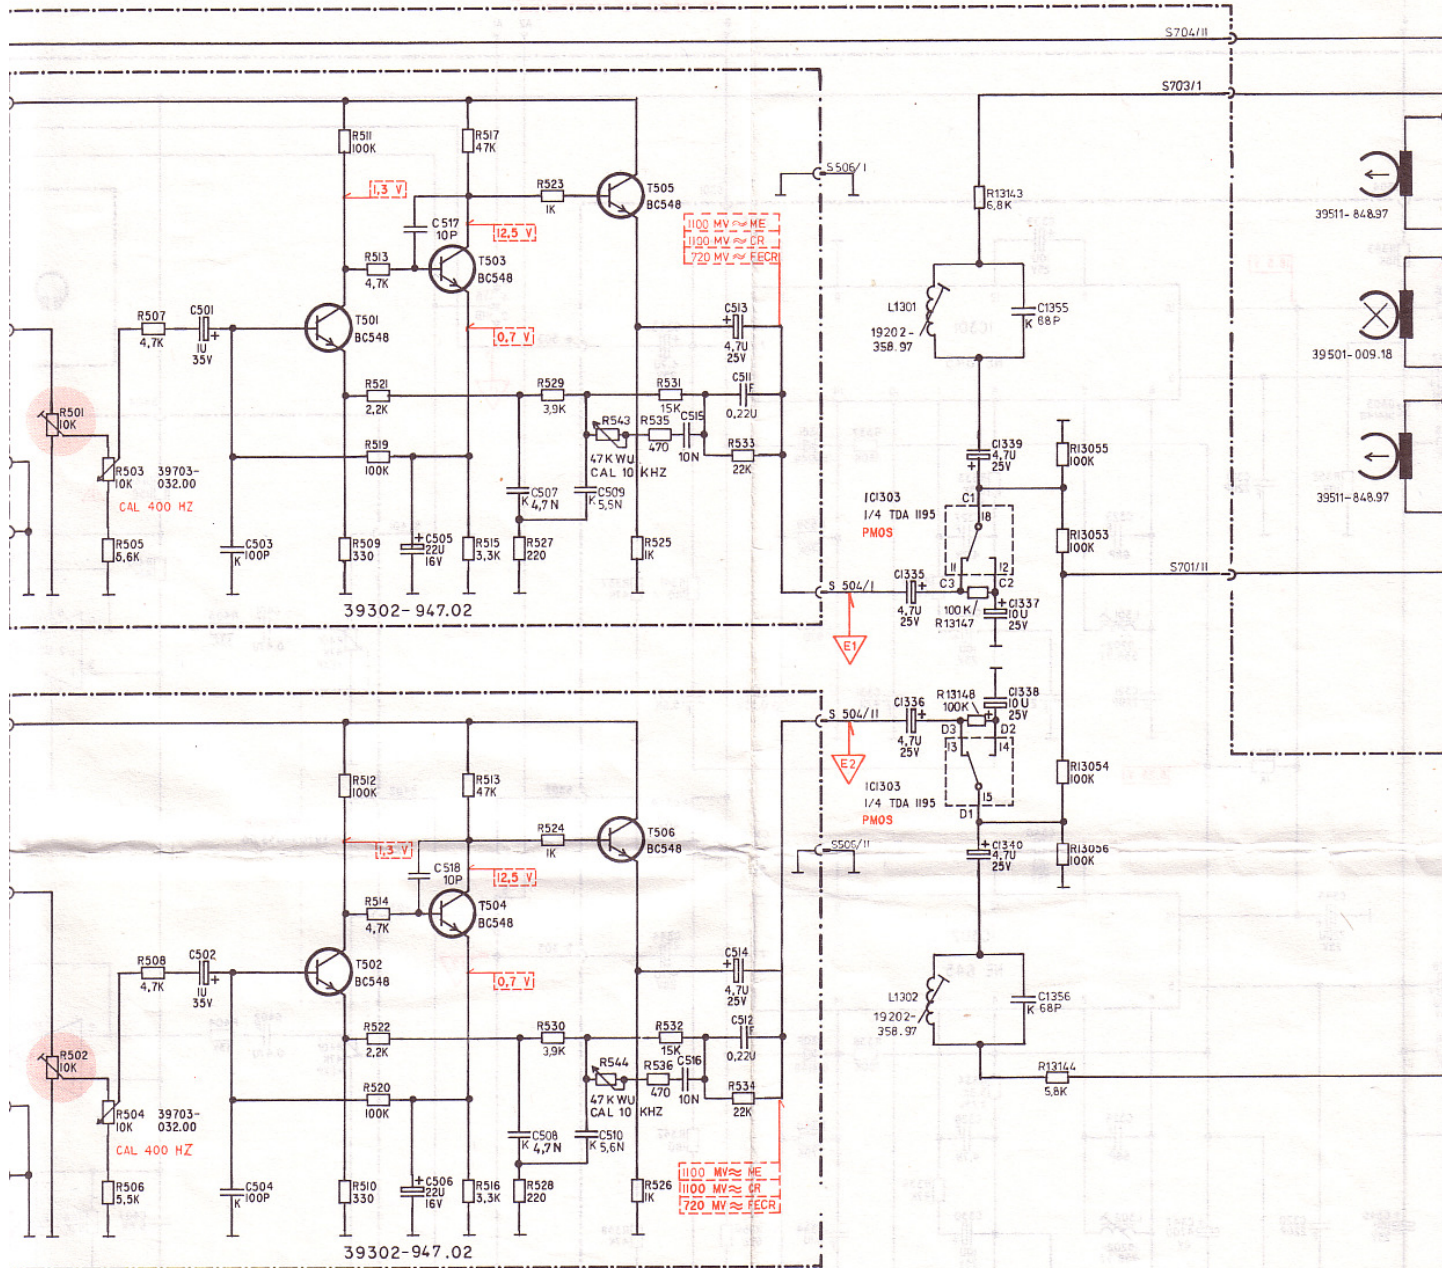 S704/II
S703/1
R511
100K
R517
47K
1,3 V
R523
1K
T505
BC548
S506/I
R13143
6,8K
39511-848.97
C517
10P
12,5 V
1100 MV ≈ ME
1100 MV ≈ CR
720 MV ≈ FECR
R513
4,7K
T503
BC548
L1301
19202-
358.97
C1355
K 68P
39501-009.18
R507
4,7K
C501
1U
35V
T501
BC548
0,7 V
C513
4,7U
25V
R521
2,2K
R529
3,9K
R531
15K
C511
F
0,22U
R501
10K
R543
47K WU
CAL 10 KHZ
R535
470
C515
10N
R533
22K
C1339
4,7U
25V
R13055
100K
39511-848.97
R503
10K
39703-
032.00
CAL 400 HZ
R519
100K
C507
K 4,7N
C509
K 5,5N
IC1303
1/4 TDA 1195
PMOS
C1
18
R13053
100K
R505
5,6K
C503
100P
K
R509
330
C505
22U
16V
R515
3,3K
R527
220
R525
1K
11
12
C3
C2
S701/II
39302-947.02
S 504/I
C1335
4,7U
25V
100K
R13147
C1337
10U
25V
E1
S 504/II
C1336
4,7U
25V
R13148
100K
C1338
10U
25V
D3
D2
13
14
E2
IC1303
1/4 TDA 1195
PMOS
15
D1
R13054
100K
R512
100K
R513
47K
1,3 V
R524
1K
T506
BC548
S506/II
C1340
4,7U
25V
R13056
100K
C518
10P
12,5 V
R514
4,7K
T504
BC548
R508
4,7K
C502
1U
35V
T502
BC548
0,7 V
C514
4,7U
25V
L1302
19202-
358.97
C1356
K 68P
R522
2,2K
R530
3,9K
R532
15K
C512
F
0,22U
R502
10K
R544
47K WU
CAL 10 KHZ
R536
470
C516
10N
R534
22K
R13144
5,8K
R504
10K
39703-
032.00
CAL 400 HZ
R520
100K
C508
K 4,7N
C510
K 5,6N
1100 MV ≈ ME
1100 MV ≈ CR
720 MV ≈ FECR
R506
5,5K
C504
100P
K
R510
330
C506
22U
16V
R516
3,3K
R528
220
R526
1K
39302-947.02